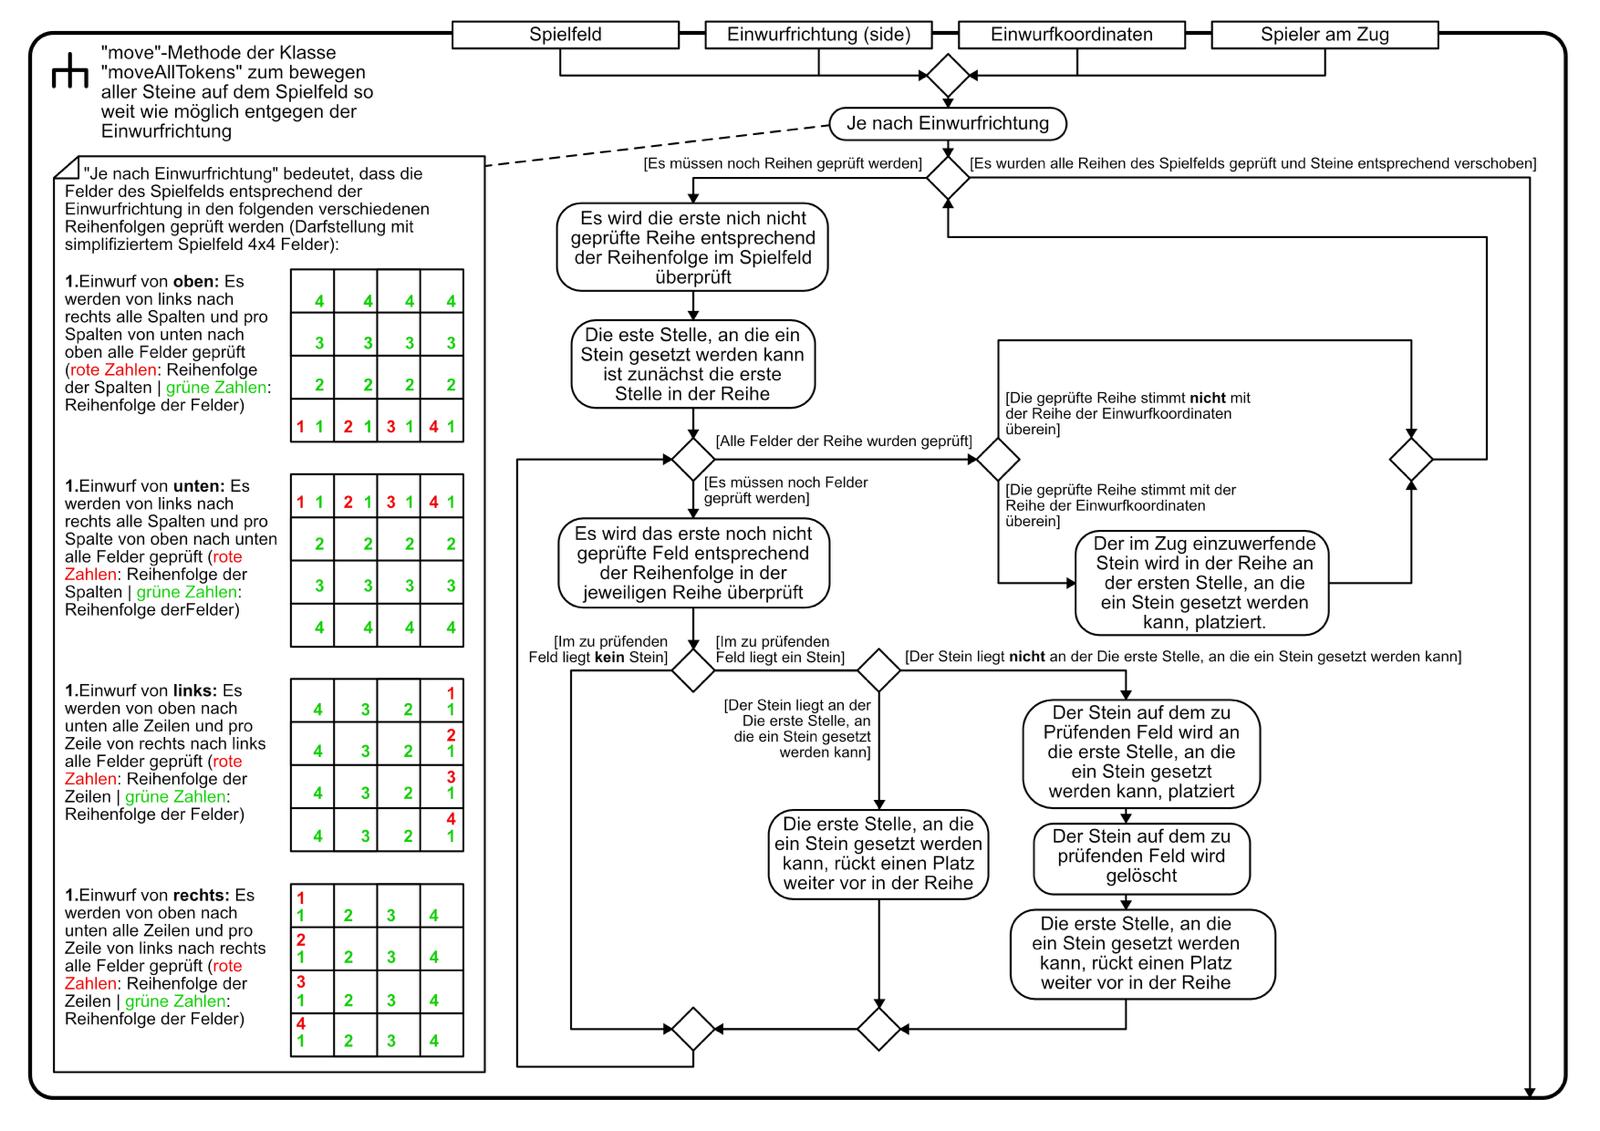 Spielfeld
Einwurfrichtung (side)
Einwurfkoordinaten
Spieler am Zug
"move"-Methode der Klasse
"moveAllTokens" zum bewegen
aller Steine auf dem Spielfeld so
weit wie möglich entgegen der
Einwurfrichtung
Je nach Einwurfrichtung
[Es müssen noch Reihen geprüft werden]
[Es wurden alle Reihen des Spielfelds geprüft und Steine entsprechend verschoben]
"Je nach Einwurfrichtung" bedeutet, dass die
Felder des Spielfelds entsprechend der
Einwurfrichtung in den folgenden verschiedenen
Reihenfolgen geprüft werden (Darfstellung mit
simplifiziertem Spielfeld 4x4 Felder):
1.Einwurf von oben: Es
werden von links nach
rechts alle Spalten und pro
Spalten von unten nach
oben alle Felder geprüft
(rote Zahlen: Reihenfolge
der Spalten | grüne Zahlen:
Reihenfolge der Felder)
4 4 4 4
3 3 3 3
2 2 2 2
1 1 2 1 3 1 4 1
1.Einwurf von unten: Es
werden von links nach
rechts alle Spalten und pro
Spalte von oben nach unten
alle Felder geprüft (rote
Zahlen: Reihenfolge der
Spalten | grüne Zahlen:
Reihenfolge derFelder)
1 1 2 1 3 1 4 1
2 2 2 2
3 3 3 3
4 4 4 4
1.Einwurf von links: Es
werden von oben nach
unten alle Zeilen und pro
Zeile von rechts nach links
alle Felder geprüft (rote
Zahlen: Reihenfolge der
Zeilen | grüne Zahlen:
Reihenfolge der Felder)
1
4 3 2 1
2
4 3 2 1
3
4 3 2 1
4
4 3 2 1
1.Einwurf von rechts: Es
werden von oben nach
unten alle Zeilen und pro
Zeile von links nach rechts
alle Felder geprüft (rote
Zahlen: Reihenfolge der
Zeilen | grüne Zahlen:
Reihenfolge der Felder)
1
1 2 3 4
2
1 2 3 4
3
1 2 3 4
4
1 2 3 4
Es wird die erste nich nicht
geprüfte Reihe entsprechend
der Reihenfolge im Spielfeld
überprüft
Die este Stelle, an die ein
Stein gesetzt werden kann
ist zunächst die erste
Stelle in der Reihe
[Alle Felder der Reihe wurden geprüft]
[Es müssen noch Felder
geprüft werden]
[Die geprüfte Reihe stimmt nicht mit
der Reihe der Einwurfkoordinaten
überein]
[Die geprüfte Reihe stimmt mit der
Reihe der Einwurfkoordinaten
überein]
Der im Zug einzuwerfende
Stein wird in der Reihe an
der ersten Stelle, an die
ein Stein gesetzt werden
kann, platziert.
Es wird das erste noch nicht
geprüfte Feld entsprechend
der Reihenfolge in der
jeweiligen Reihe überprüft
[Im zu prüfenden
Feld liegt kein Stein]
[Im zu prüfenden
Feld liegt ein Stein]
[Der Stein liegt nicht an der Die erste Stelle, an die ein Stein gesetzt werden kann]
[Der Stein liegt an der
Die erste Stelle, an
die ein Stein gesetzt
werden kann]
Der Stein auf dem zu
Prüfenden Feld wird an
die erste Stelle, an die
ein Stein gesetzt
werden kann, platziert
Die erste Stelle, an die
ein Stein gesetzt werden
kann, rückt einen Platz
weiter vor in der Reihe
Der Stein auf dem zu
prüfenden Feld wird
gelöscht
Die erste Stelle, an die
ein Stein gesetzt werden
kann, rückt einen Platz
weiter vor in der Reihe